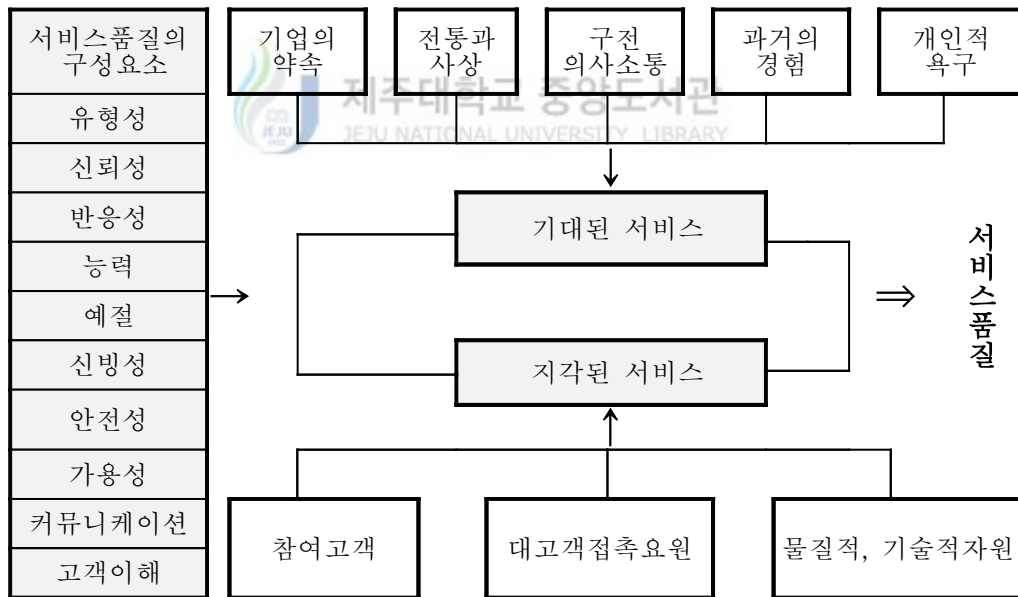 서비스품질의
구성요소
유형성
신뢰성
반응성
능력
예절
신빙성
안전성
가용성
커뮤니케이션
고객이해
기업의
약속
전통과
사상
구전
의사소통
과거의
경험
개인적
욕구
제주대학교 중앙도서관
JEJU NATIONAL UNIVERSITY LIBRARY
JEJU
1952
기대된 서비스
지각된 서비스
서비스품질
참여고객
대고객접촉요원
물질적, 기술적자원